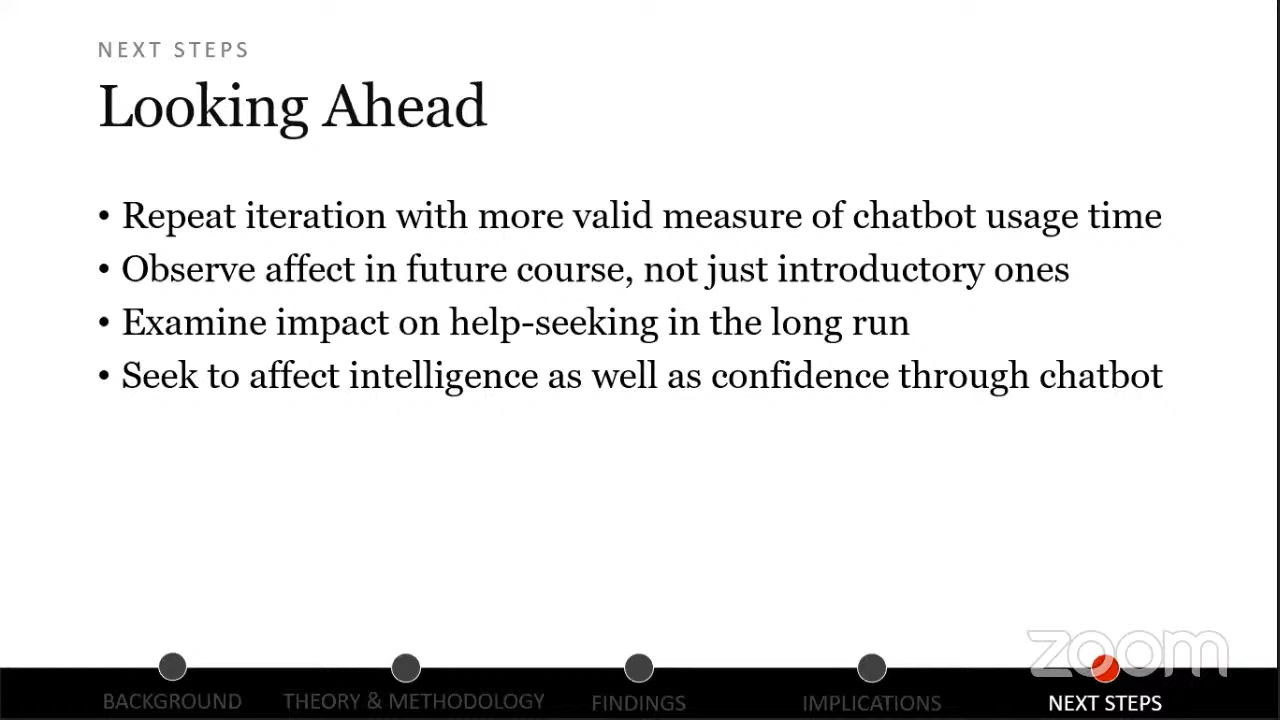 NEXT STEPS
Looking Ahead
• Repeat iteration with more valid measure of chatbot usage time
• Observe affect in future course, not just introductory ones
• Examine impact on help-seeking in the long run
• Seek to affect intelligence as well as confidence through chatbot
zoom
BACKGROUND THEORY & METHODOLOGY FINDINGS IMPLICATIONS NEXT STEPS